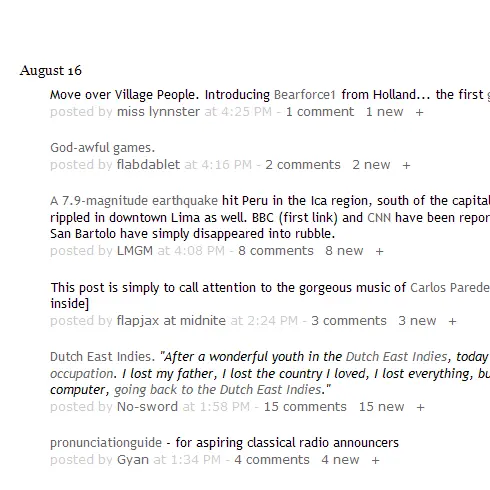 August 16
Move over Village People. Introducing Bearforce1 from Holland... the first
posted by miss lynnster at 4:25 PM - 1 comment 1 new +
God-awful games.
posted by flabdablet at 4:16 PM - 2 comments 2 new +
A 7.9-magnitude earthquake hit Peru in the Ica region, south of the capital
rippled in downtown Lima as well. BBC (first link) and CNN have been repor
San Bartolo have simply disappeared into rubble.
posted by LMGM at 4:08 PM - 8 comments 8 new +
This post is simply to call attention to the gorgeous music of Carlos Parede
inside]
posted by flapjax at midnite at 2:24 PM - 3 comments 3 new +
Dutch East Indies. "After a wonderful youth in the Dutch East Indies, today
occupation. I lost my father, I lost the country I loved, I lost everything, bu
computer, going back to the Dutch East Indies."
posted by No-sword at 1:58 PM - 15 comments 15 new +
pronunciationguide - for aspiring classical radio announcers
posted by Gyan at 1:34 PM - 4 comments 4 new +